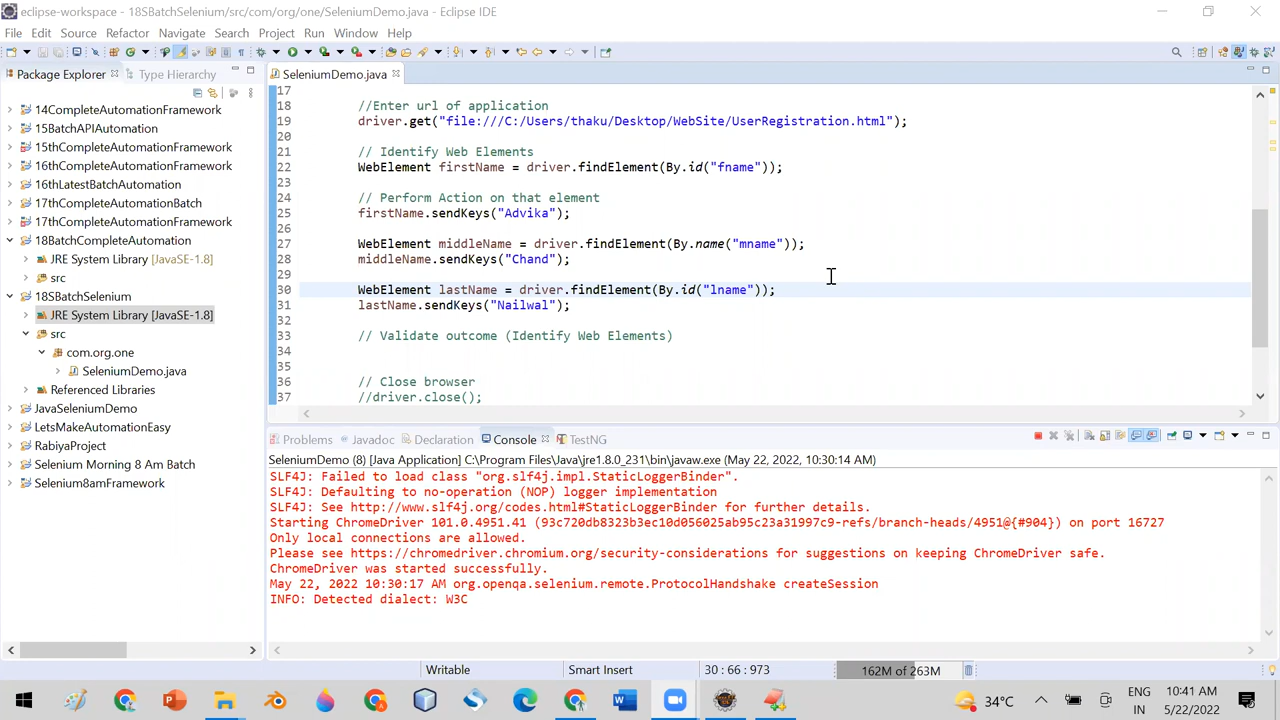 eclipse-workspace - 18SBatchSelenium/src/com/org/one/SeleniumDemo.java - Eclipse IDE
File Edit Source Refactor Navigate Search Project Run Window Help
Package Explorer Type Hierarchy
14CompleteAutomationFramework
15BatchAPIAutomation
15thCompleteAutomationFramework
16thCompleteAutomationFramework
16thLatestBatchAutomation
17thCompleteAutomationBatch
17thCompleteAutomationFramework
18BatchCompleteAutomation
JRE System Library [JavaSE-1.8]
src
18SBatchSelenium
JRE System Library [JavaSE-1.8]
src
com.org.one
SeleniumDemo.java
Referenced Libraries
JavaSeleniumDemo
LetsMakeAutomationEasy
RabiyaProject
Selenium Morning 8 Am Batch
Selenium8amFramework
SeleniumDemo.java
17
18 //Enter url of application
19 driver.get("file:///C:/Users/thaku/Desktop/WebSite/UserRegistration.html");
20
21 // Identify Web Elements
22 WebElement firstName = driver.findElement(By.id("fname"));
23
24 // Perform Action on that element
25 firstName.sendKeys("Advika");
26
27 WebElement middleName = driver.findElement(By.name("mname"));
28 middleName.sendKeys("Chand");
29
30 WebElement lastName = driver.findElement(By.id("lname"));
31 lastName.sendKeys("Nailwal");
32
33 // Validate outcome (Identify Web Elements)
34
35
36 // Close browser
37 //driver.close();
Problems Javadoc Declaration Console TestNG
SeleniumDemo (8) [Java Application] C:\Program Files\Java\jre1.8.0_231\bin\javaw.exe (May 22, 2022, 10:30:14 AM)
SLF4J: Failed to load class "org.slf4j.impl.StaticLoggerBinder".
SLF4J: Defaulting to no-operation (NOP) logger implementation
SLF4J: See http://www.slf4j.org/codes.html#StaticLoggerBinder for further details.
Starting ChromeDriver 101.0.4951.41 (93c720db8323b3ec10d056025ab95c23a31997c9-refs/branch-heads/4951@{#904}) on port 16727
Only local connections are allowed.
Please see https://chromedriver.chromium.org/security-considerations for suggestions on keeping ChromeDriver safe.
ChromeDriver was started successfully.
May 22, 2022 10:30:17 AM org.openqa.selenium.remote.ProtocolHandshake createSession
INFO: Detected dialect: W3C
Writable Smart Insert 30 : 66 : 973 162M of 263M
34°C ENG IN 10:41 AM 5/22/2022